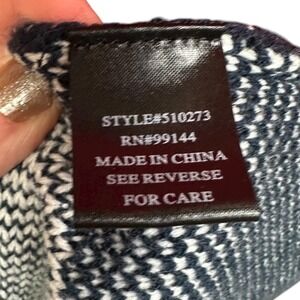 STYLE#510273
RN#99144
MADE IN CHINA
SEE REVERSE
FOR CARE